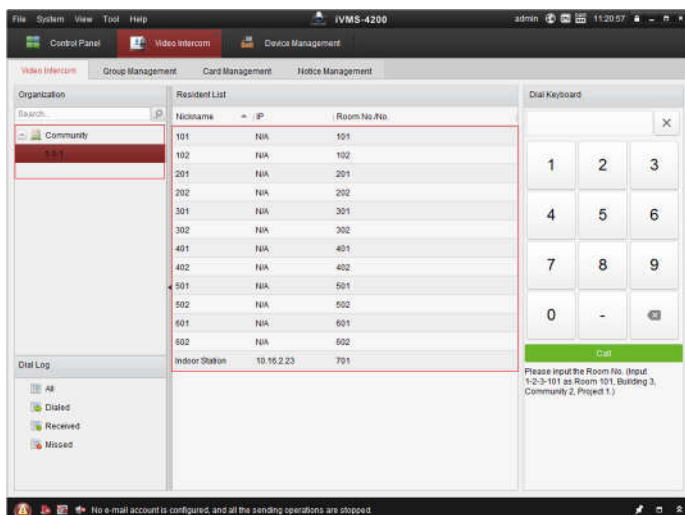 File System View Tool Help iVMS-4200 admin 11:20:57
Control Panel Video Intercom Device Management
Video Intercom Group Management Card Management Notice Management
Organization Resident List Dial Keyboard
Search... Nickname IP Room No./No.
Community
1-1-1
101 N/A 101
102 N/A 102
201 N/A 201
202 N/A 202
301 N/A 301
302 N/A 302
401 N/A 401
402 N/A 402
501 N/A 501
502 N/A 502
601 N/A 601
602 N/A 602
Indoor Station 10.16.2.23 701
1 2 3
4 5 6
7 8 9
0 -
Call
Please input the Room No. (Input
1-2-3-101 as Room 101, Building 3,
Community 2, Project 1.)
Dial Log
All
Dialed
Received
Missed
No e-mail account is configured, and all the sending operations are stopped.